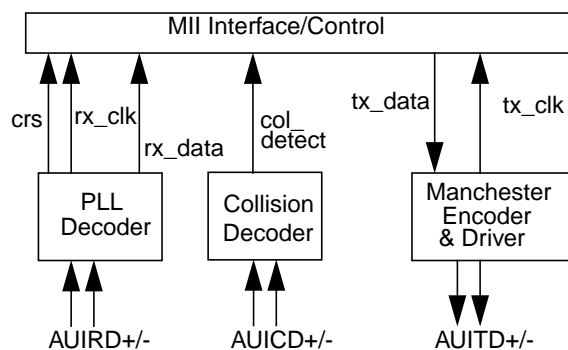 MII Interface/Control
crs
rx_clk
rx_data
col_
detect
tx_data
tx_clk
PLL
Decoder
Collision
Decoder
Manchester
Encoder
& Driver
AUIRD+/-
AUICD+/-
AUITD+/-